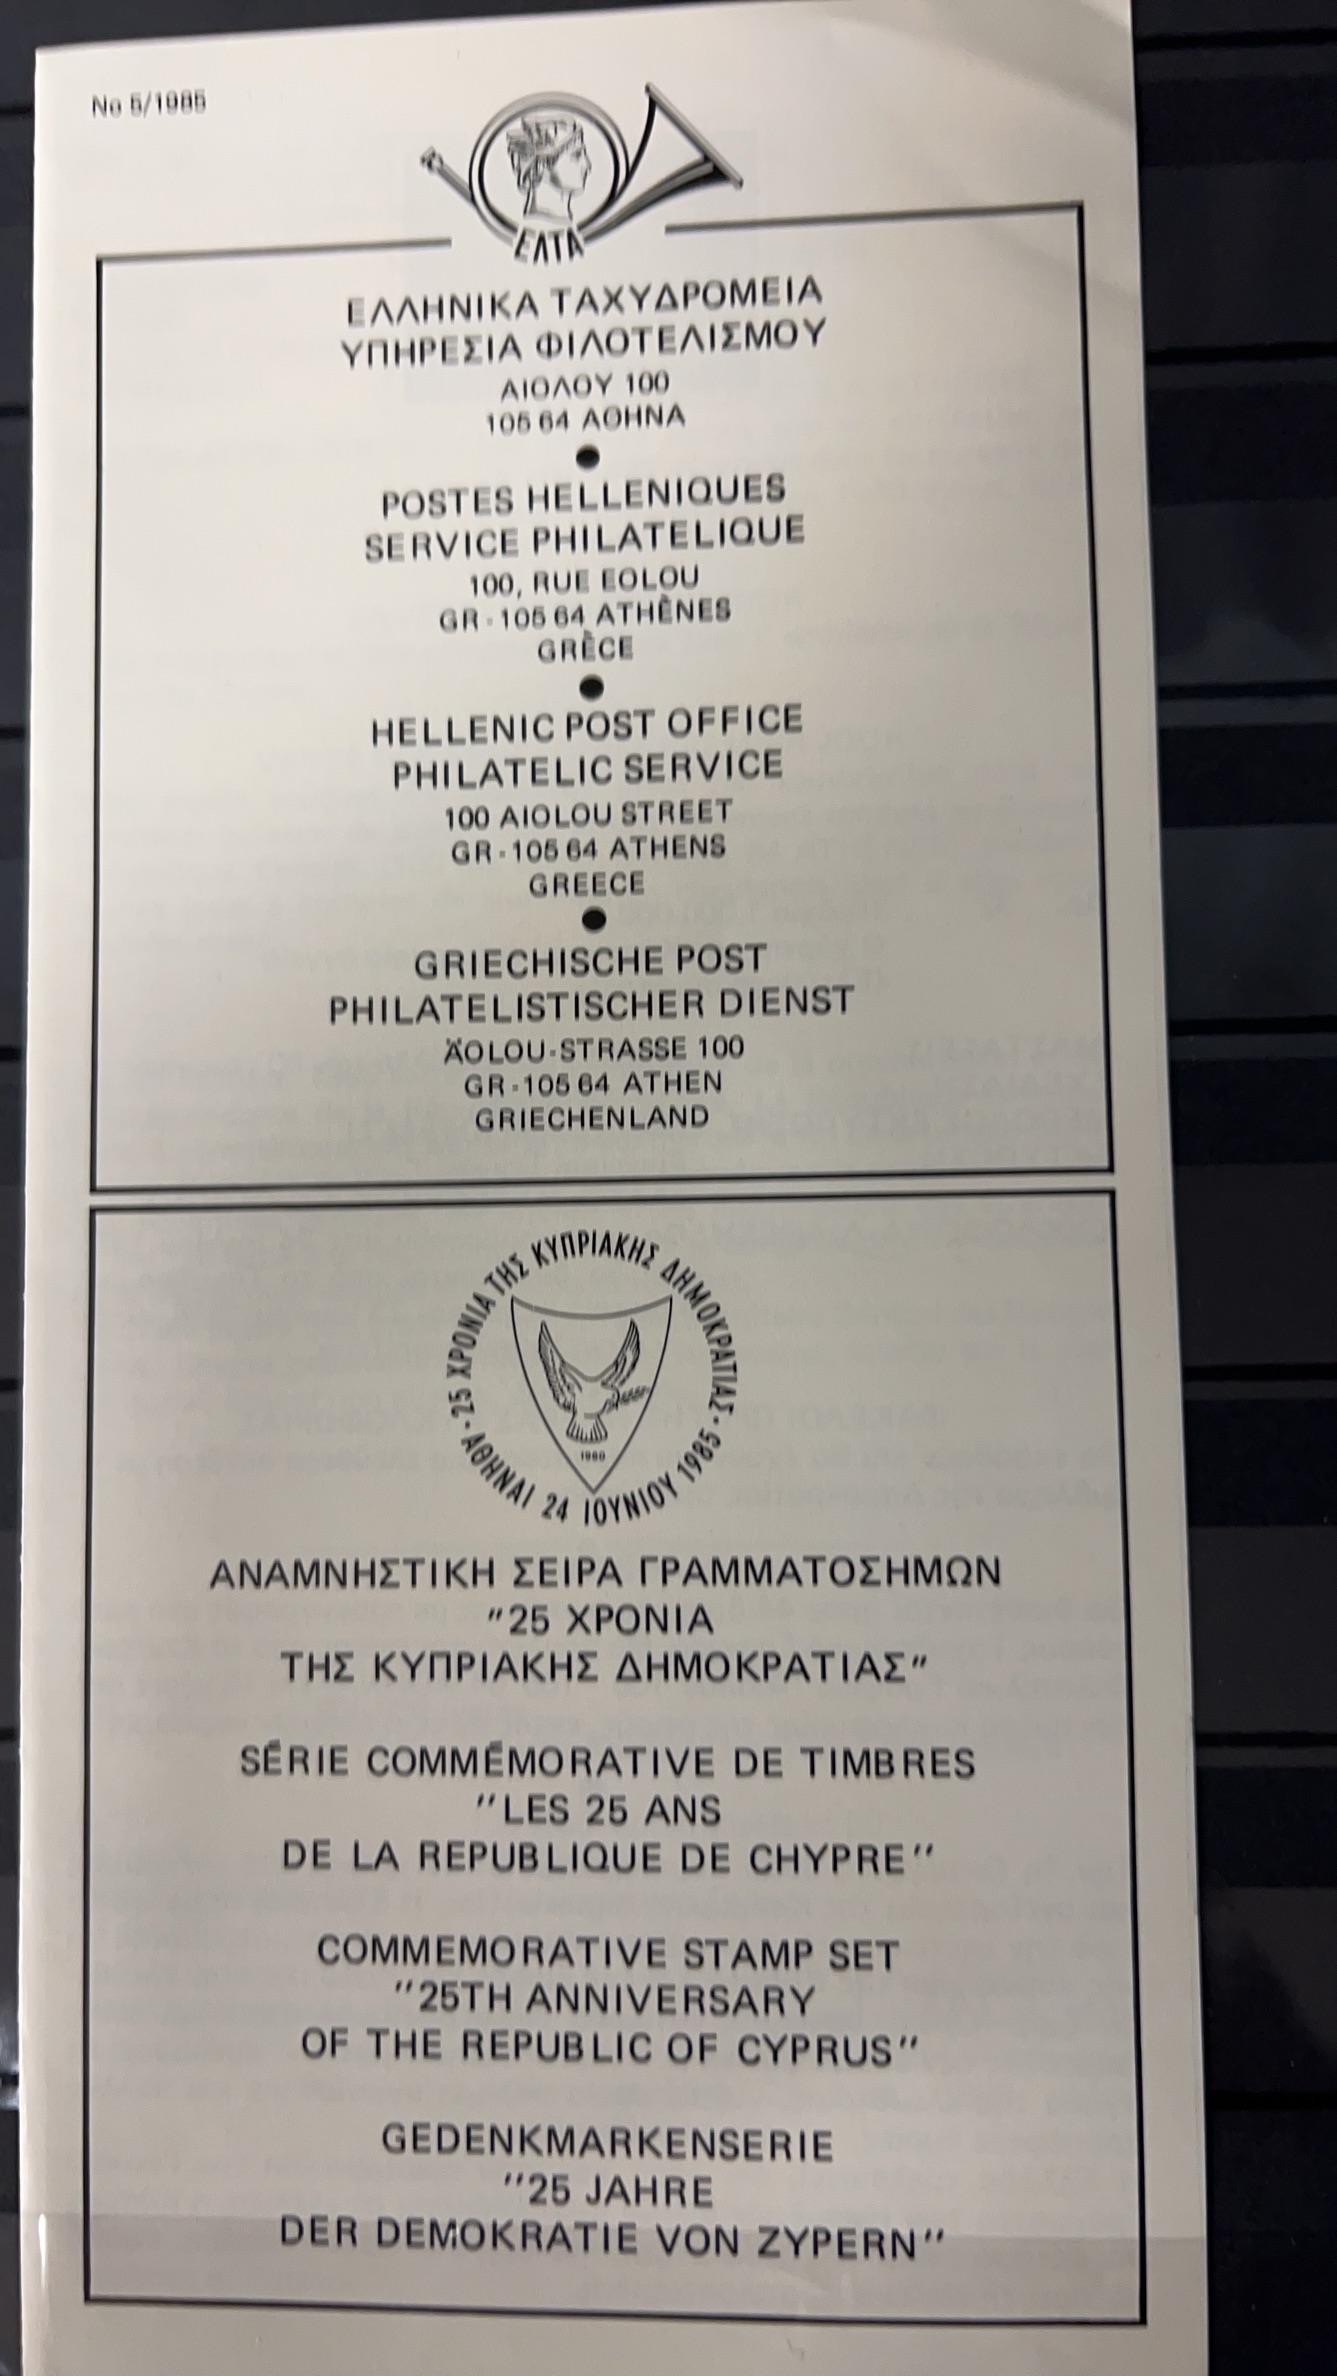 No 5/1985
ΕΛΤΑ
ΕΛΛΗΝΙΚΑ ΤΑΧΥΔΡΟΜΕΙΑ
ΥΠΗΡΕΣΙΑ ΦΙΛΟΤΕΛΙΣΜΟΥ
ΑΙΟΛΟΥ 100
105 64 ΑΘΗΝΑ
POSTES HELLENIQUES
SERVICE PHILATELIQUE
100, RUE EOLOU
GR-105 64 ATHÈNES
GRÈCE
HELLENIC POST OFFICE
PHILATELIC SERVICE
100 AIOLOU STREET
GR-105 64 ATHENS
GREECE
GRIECHISCHE POST
PHILATELISTISCHER DIENST
ÄOLOU-STRASSE 100
GR-105 64 ATHEN
GRIECHENLAND
25 ΧΡΟΝΙΑ ΤΗΣ ΚΥΠΡΙΑΚΗΣ ΔΗΜΟΚΡΑΤΙΑΣ
· ΑΘΗΝΑΙ 24 ΙΟΥΝΙΟΥ 1985 ·
1960
ΑΝΑΜΝΗΣΤΙΚΗ ΣΕΙΡΑ ΓΡΑΜΜΑΤΟΣΗΜΩΝ
"25 ΧΡΟΝΙΑ
ΤΗΣ ΚΥΠΡΙΑΚΗΣ ΔΗΜΟΚΡΑΤΙΑΣ"
SÉRIE COMMÉMORATIVE DE TIMBRES
"LES 25 ANS
DE LA REPUBLIQUE DE CHYPRE"
COMMEMORATIVE STAMP SET
"25TH ANNIVERSARY
OF THE REPUBLIC OF CYPRUS"
GEDENKMARKENSERIE
"25 JAHRE
DER DEMOKRATIE VON ZYPERN"